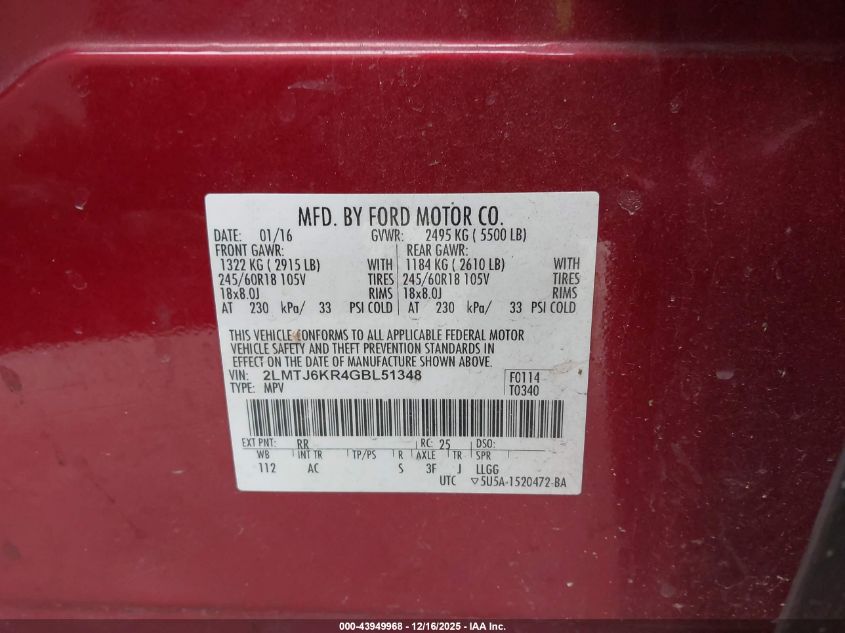 MFD. BY FORD MOTOR CO.
DATE: 01/16 GVWR: 2495 KG ( 5500 LB)
FRONT GAWR: REAR GAWR:
1322 KG ( 2915 LB) WITH 1184 KG ( 2610 LB) WITH
245/60R18 105V TIRES 245/60R18 105V TIRES
18x8.0J RIMS 18x8.0J RIMS
AT 230 kPa/ 33 PSI COLD AT 230 kPa/ 33 PSI COLD
THIS VEHICLE CONFORMS TO ALL APPLICABLE FEDERAL MOTOR
VEHICLE SAFETY AND THEFT PREVENTION STANDARDS IN
EFFECT ON THE DATE OF MANUFACTURE SHOWN ABOVE.
VIN: 2LMTJ6KR4GBL51348 F0114
TYPE: MPV T0340
EXT PNT: RR RC: 25 DSO:
WB INT TR TP/PS R AXLE TR SPR
112 AC S 3F J LLGG
UTC ▽5U5A-1520472-BA
000-43949968 - 12/16/2025 - IAA Inc.